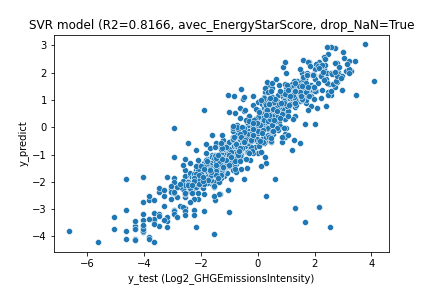 SVR model (R2=0.8166, avec_EnergyStarScore, drop_NaN=True
3
2
1
0
−1
−2
−3
−4
y_predict
−6 −4 −2 0 2 4
y_test (Log2_GHGEmissionsIntensity)